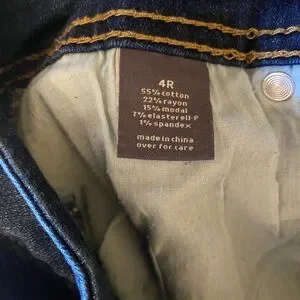 4R
55% cotton
22% rayon
15% modal
7% elasterell-P
1% spandex
made in china
over for care